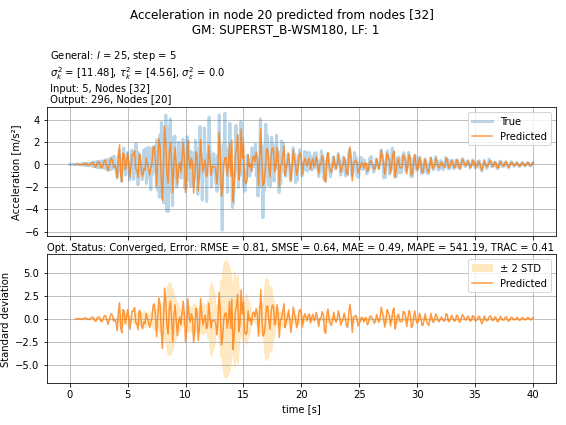 Acceleration in node 20 predicted from nodes [32]
GM: SUPERST_B-WSM180, LF: 1
General: l = 25, step = 5
σ²ₖ = [11.48], τ²ₖ = [4.56], σ²ε = 0.0
Input: 5, Nodes [32]
Output: 296, Nodes [20]
Acceleration [m/s²]
4
2
0
−2
−4
−6
True
Predicted
Opt. Status: Converged, Error: RMSE = 0.81, SMSE = 0.64, MAE = 0.49, MAPE = 541.19, TRAC = 0.41
Standard deviation
5.0
2.5
0.0
−2.5
−5.0
± 2 STD
Predicted
0 5 10 15 20 25 30 35 40
time [s]